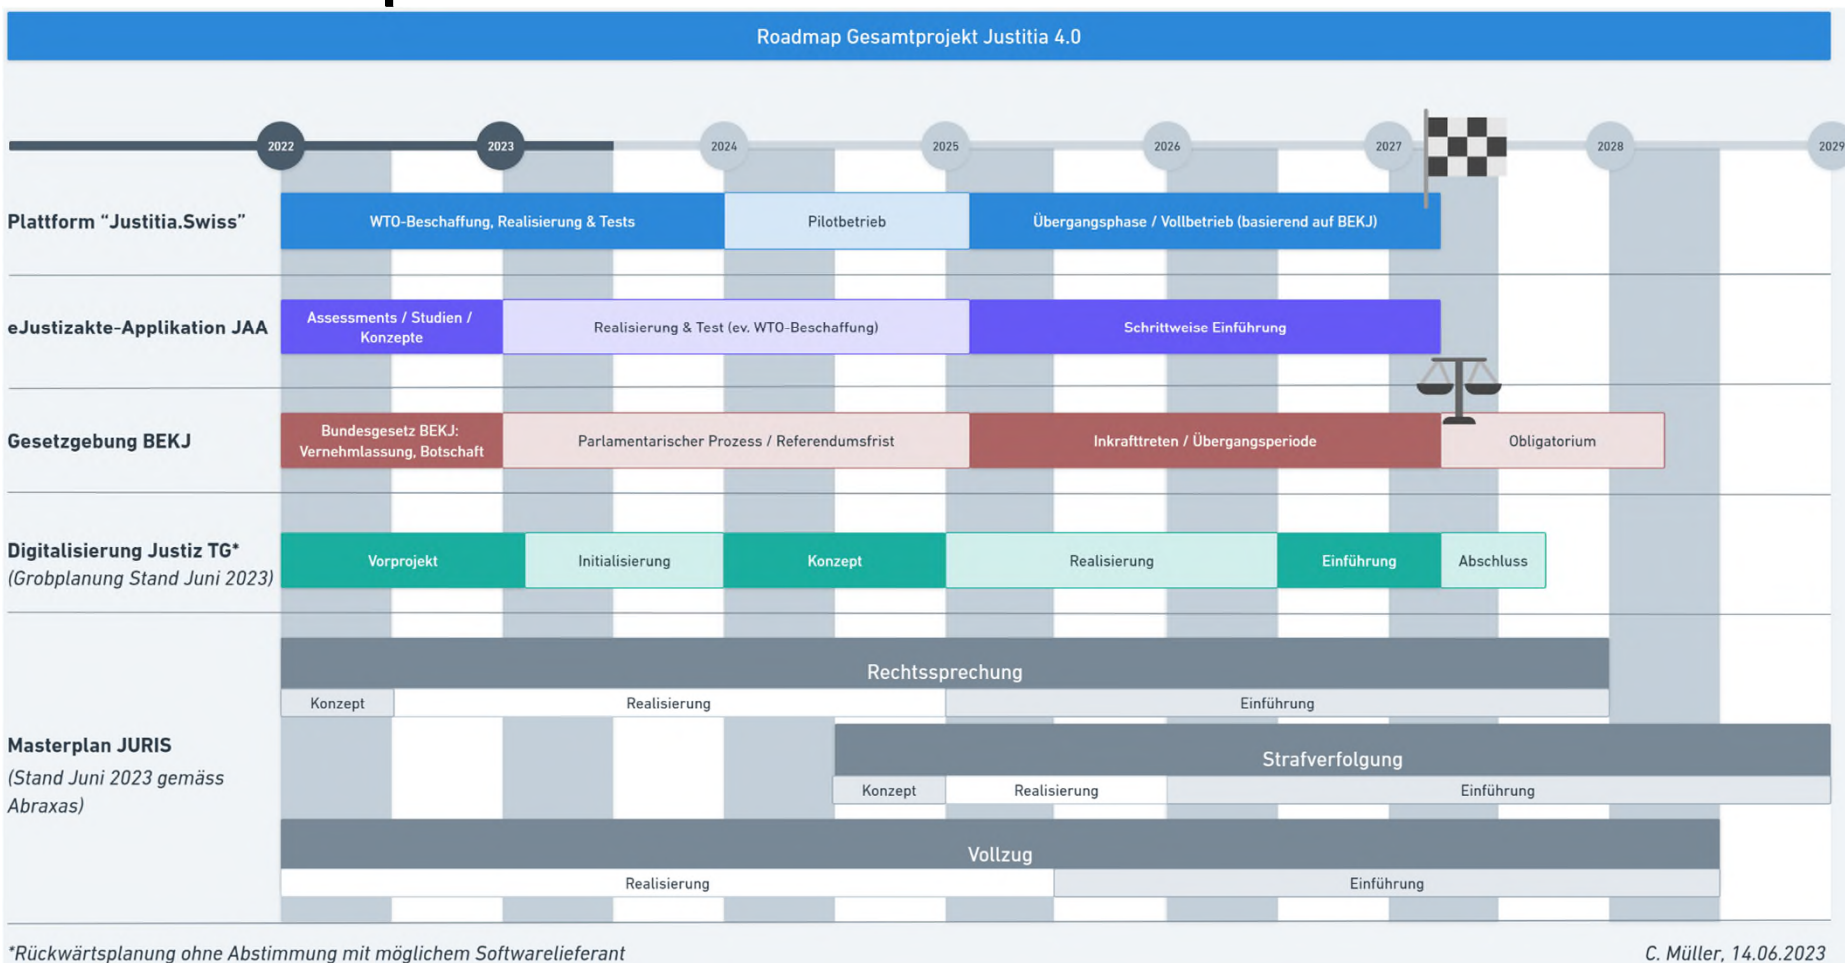 Roadmap Gesamtprojekt Justitia 4.0
2022
2023
2024
2025
2026
2027
2028
2029
Plattform “Justitia.Swiss”
WTO-Beschaffung, Realisierung & Tests
Pilotbetrieb
Übergangsphase / Vollbetrieb (basierend auf BEKJ)
eJustizakte-Applikation JAA
Assessments / Studien /
Konzepte
Realisierung & Test (ev. WTO-Beschaffung)
Schrittweise Einführung
Gesetzgebung BEKJ
Bundesgesetz BEKJ:
Vernehmlassung, Botschaft
Parlamentarischer Prozess / Referendumsfrist
Inkrafttreten / Übergangsperiode
Obligatorium
Digitalisierung Justiz TG*
(Grobplanung Stand Juni 2023)
Vorprojekt
Initialisierung
Konzept
Realisierung
Einführung
Abschluss
Masterplan JURIS
(Stand Juni 2023 gemäss
Abraxas)
Rechtssprechung
Konzept
Realisierung
Einführung
Strafverfolgung
Konzept
Realisierung
Einführung
Vollzug
Realisierung
Einführung
*Rückwärtsplanung ohne Abstimmung mit möglichem Softwarelieferant
C. Müller, 14.06.2023